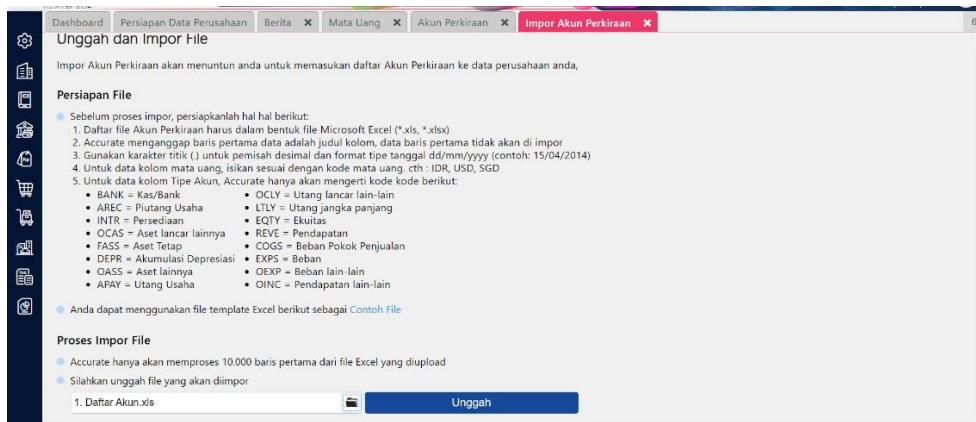 Dashboard Persiapan Data Perusahaan Berita Mata Uang Akun Perkiraan Impor Akun Perkiraan
Unggah dan Impor File
Impor Akun Perkiraan akan menuntun anda untuk memasukan daftar Akun Perkiraan ke data perusahaan anda,
Persiapan File
Sebelum proses impor, persiapkanlah hal hal berikut:
1. Daftar file Akun Perkiraan harus dalam bentuk file Microsoft Excel (*.xls, *.xlsx)
2. Accurate menganggap baris pertama data adalah judul kolom, data baris pertama tidak akan di impor
3. Gunakan karakter titik (.) untuk pemisah desimal dan format tipe tanggal dd/mm/yyyy (contoh: 15/04/2014)
4. Untuk data kolom mata uang, isikan sesuai dengan kode mata uang. cth : IDR, USD, SGD
5. Untuk data kolom Tipe Akun, Accurate hanya akan mengerti kode kode berikut:
• BANK = Kas/Bank • OCLY = Utang lancar lain-lain
• AREC = Piutang Usaha • LTLY = Utang jangka panjang
• INTR = Persediaan • EQTY = Ekuitas
• OCAS = Aset lancar lainnya • REVE = Pendapatan
• FASS = Aset Tetap • COGS = Beban Pokok Penjualan
• DEPR = Akumulasi Depresiasi • EXPS = Beban
• OASS = Aset lainnya • OEXP = Beban lain-lain
• APAY = Utang Usaha • OINC = Pendapatan lain-lain
Anda dapat menggunakan file template Excel berikut sebagai Contoh File
Proses Impor File
Accurate hanya akan memproses 10.000 baris pertama dari file Excel yang diupload
Silahkan unggah file yang akan diimpor
1. Daftar Akun.xls Unggah